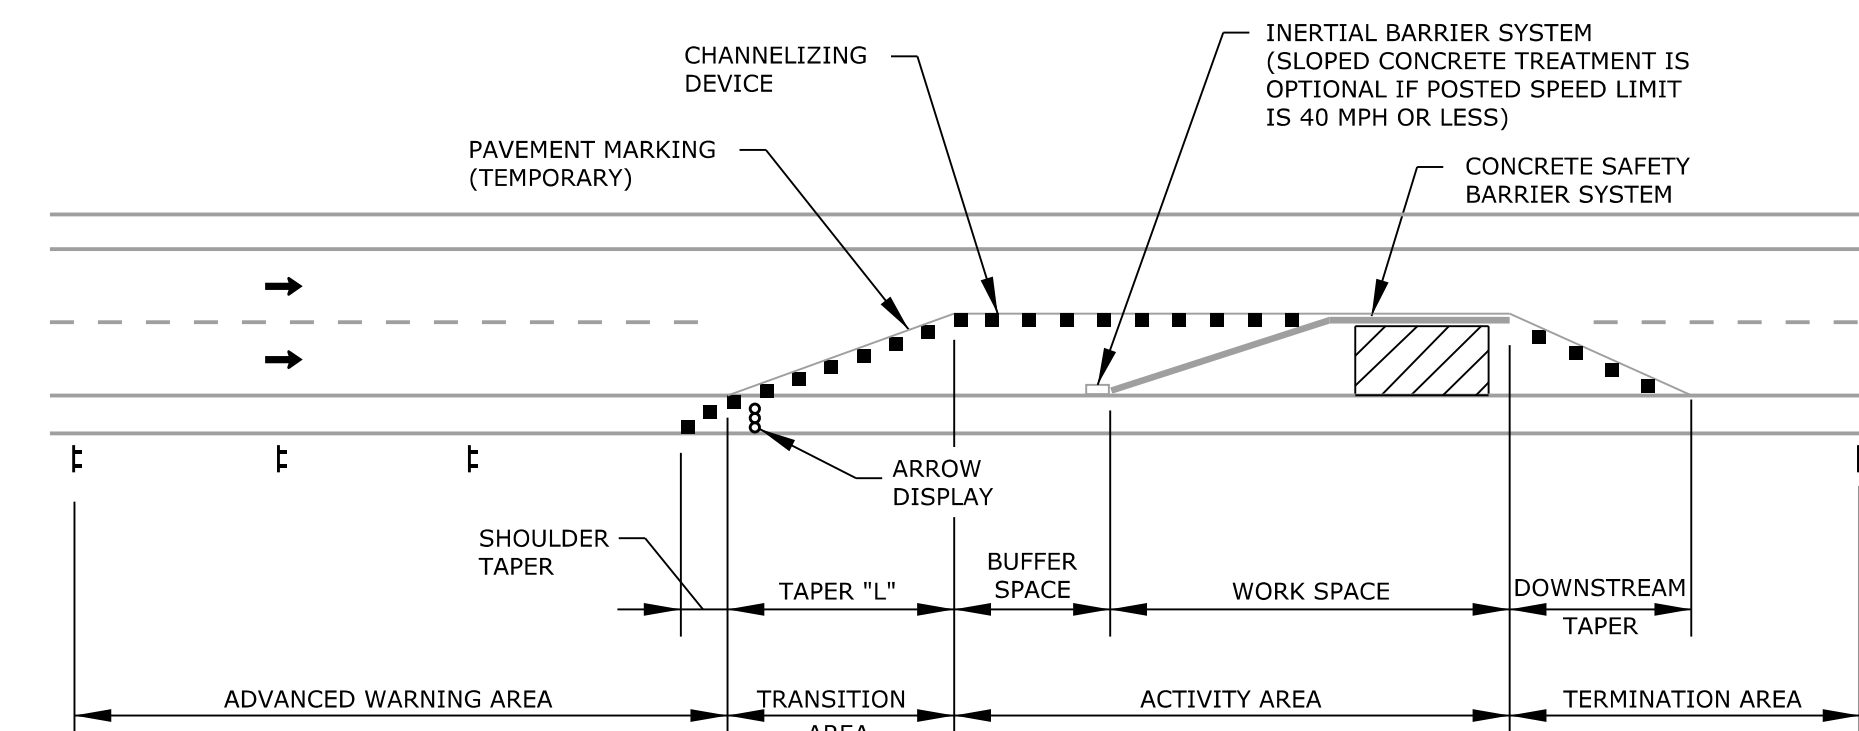 INERTIAL BARRIER SYSTEM
(SLOPED CONCRETE TREATMENT IS
OPTIONAL IF POSTED SPEED LIMIT
IS 40 MPH OR LESS)
CHANNELIZING
DEVICE
PAVEMENT MARKING
(TEMPORARY)
CONCRETE SAFETY
BARRIER SYSTEM
ARROW
DISPLAY
SHOULDER
TAPER
TAPER "L"
BUFFER
SPACE
WORK SPACE
DOWNSTREAM
TAPER
ADVANCED WARNING AREA
TRANSITION
AREA
ACTIVITY AREA
TERMINATION AREA